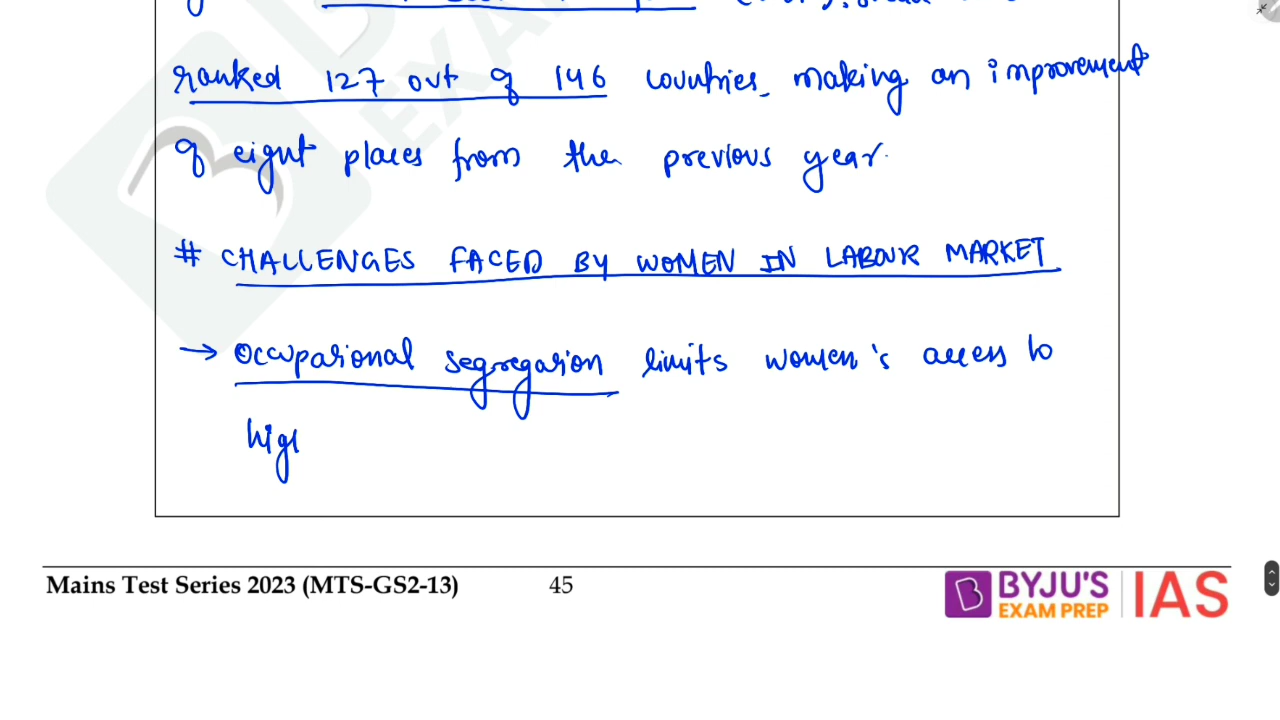 ranked 127 out of 146 countries, making an improvement
of eight places from the previous year.
# CHALLENGES FACED BY WOMEN IN LABOUR MARKET
→ Occupational segregation limits women's access to
high
Mains Test Series 2023 (MTS-GS2-13) 45
BYJU'S
EXAM PREP
IAS